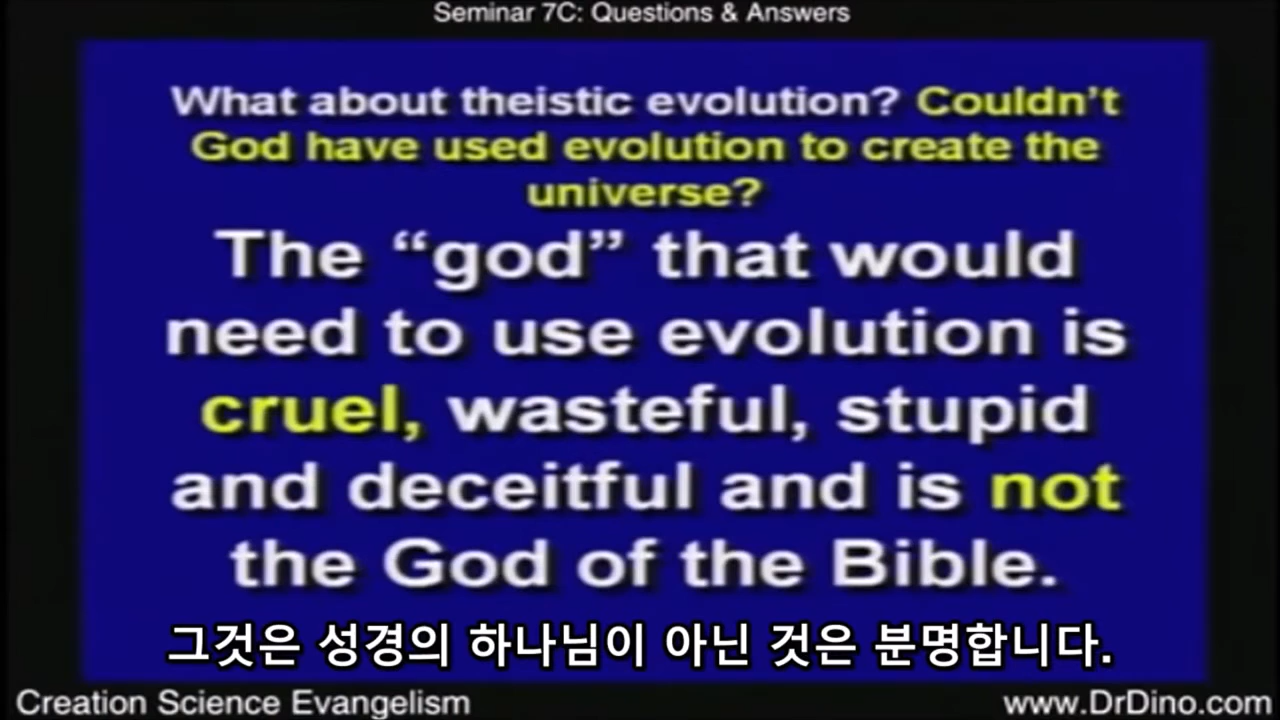 Seminar 7C: Questions & Answers
What about theistic evolution? Couldn't
God have used evolution to create the
universe?
The “god” that would
need to use evolution is
cruel, wasteful, stupid
and deceitful and is not
the God of the Bible.
그것은 성경의 하나님이 아닌 것은 분명합니다.
Creation Science Evangelism
www.DrDino.com